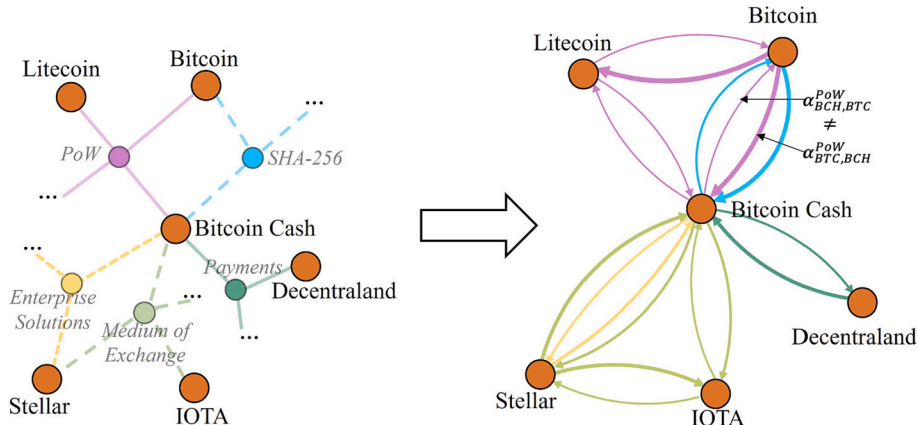 Litecoin
Bitcoin
...
PoW
SHA-256
...
Bitcoin Cash
...
Payments
Enterprise
Solutions
Decentraland
...
Medium of
Exchange
...
Stellar
IOTA
Bitcoin
Litecoin
α^{PoW}_{BCH,BTC}
≠
α^{PoW}_{BTC,BCH}
Bitcoin Cash
Decentraland
Stellar
IOTA